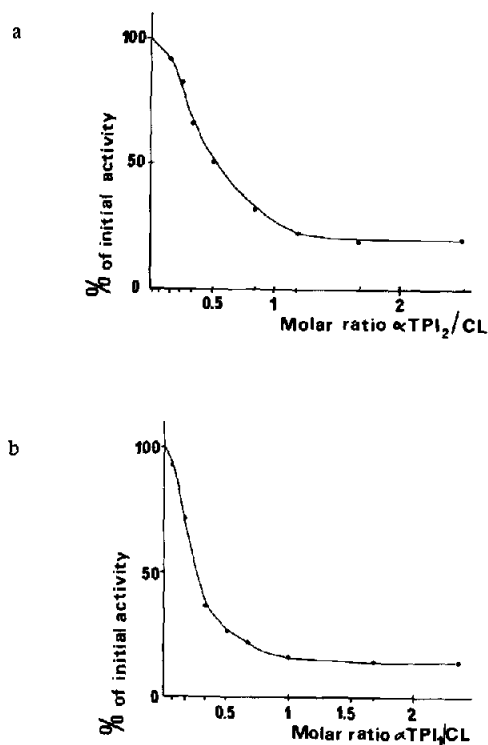 a
100
50
0
0.5
1
2
% of initial activity
Molar ratio αTPI₂/CL
b
100
50
0
0.5
1
1.5
2
% of initial activity
Molar ratio αTPI₁/CL